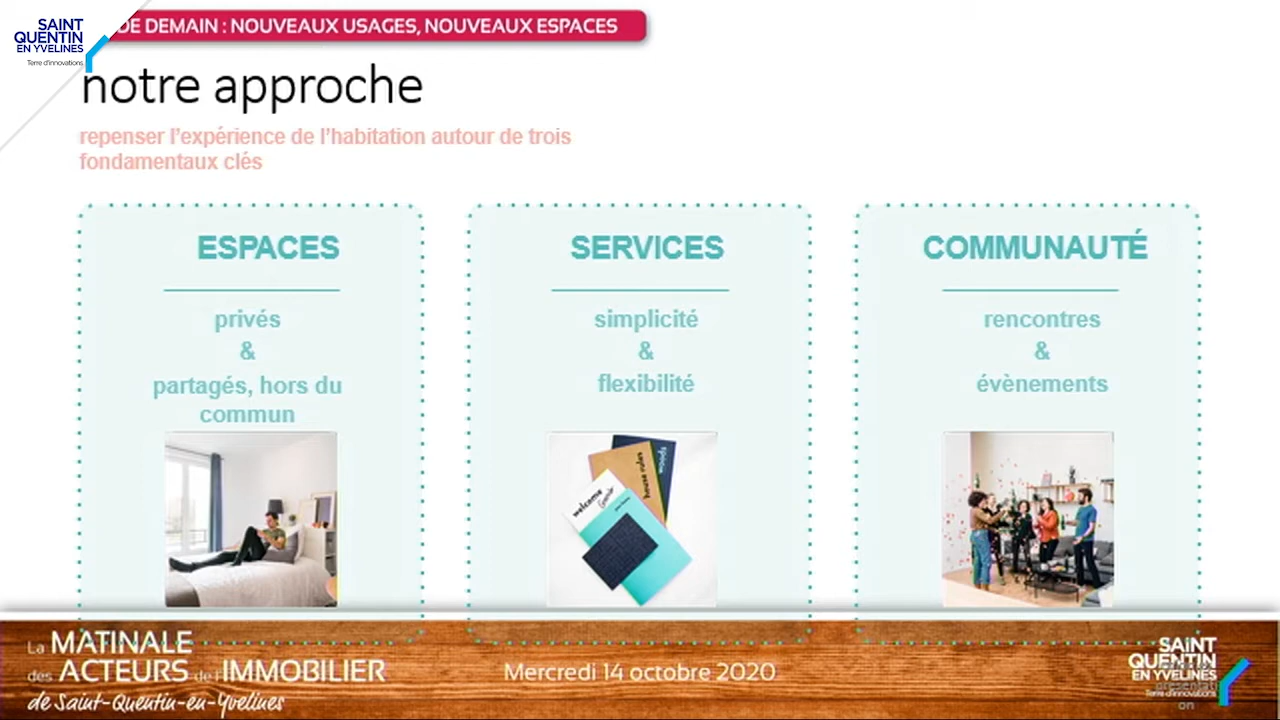 SAINT
QUENTIN
EN YVELINES
Terre d'innovations
DE DEMAIN : NOUVEAUX USAGES, NOUVEAUX ESPACES
notre approche
repenser l'expérience de l'habitation autour de trois
fondamentaux clés
ESPACES
privés
&
partagés, hors du
commun
SERVICES
simplicité
&
flexibilité
house rules
welcome
COMMUNAUTÉ
rencontres
&
évènements
La MATINALE
des ACTEURS de l'IMMOBILIER
de Saint-Quentin-en-Yvelines
Mercredi 14 octobre 2020
SAINT
QUENTIN
EN YVELINES
Terre d'innovations